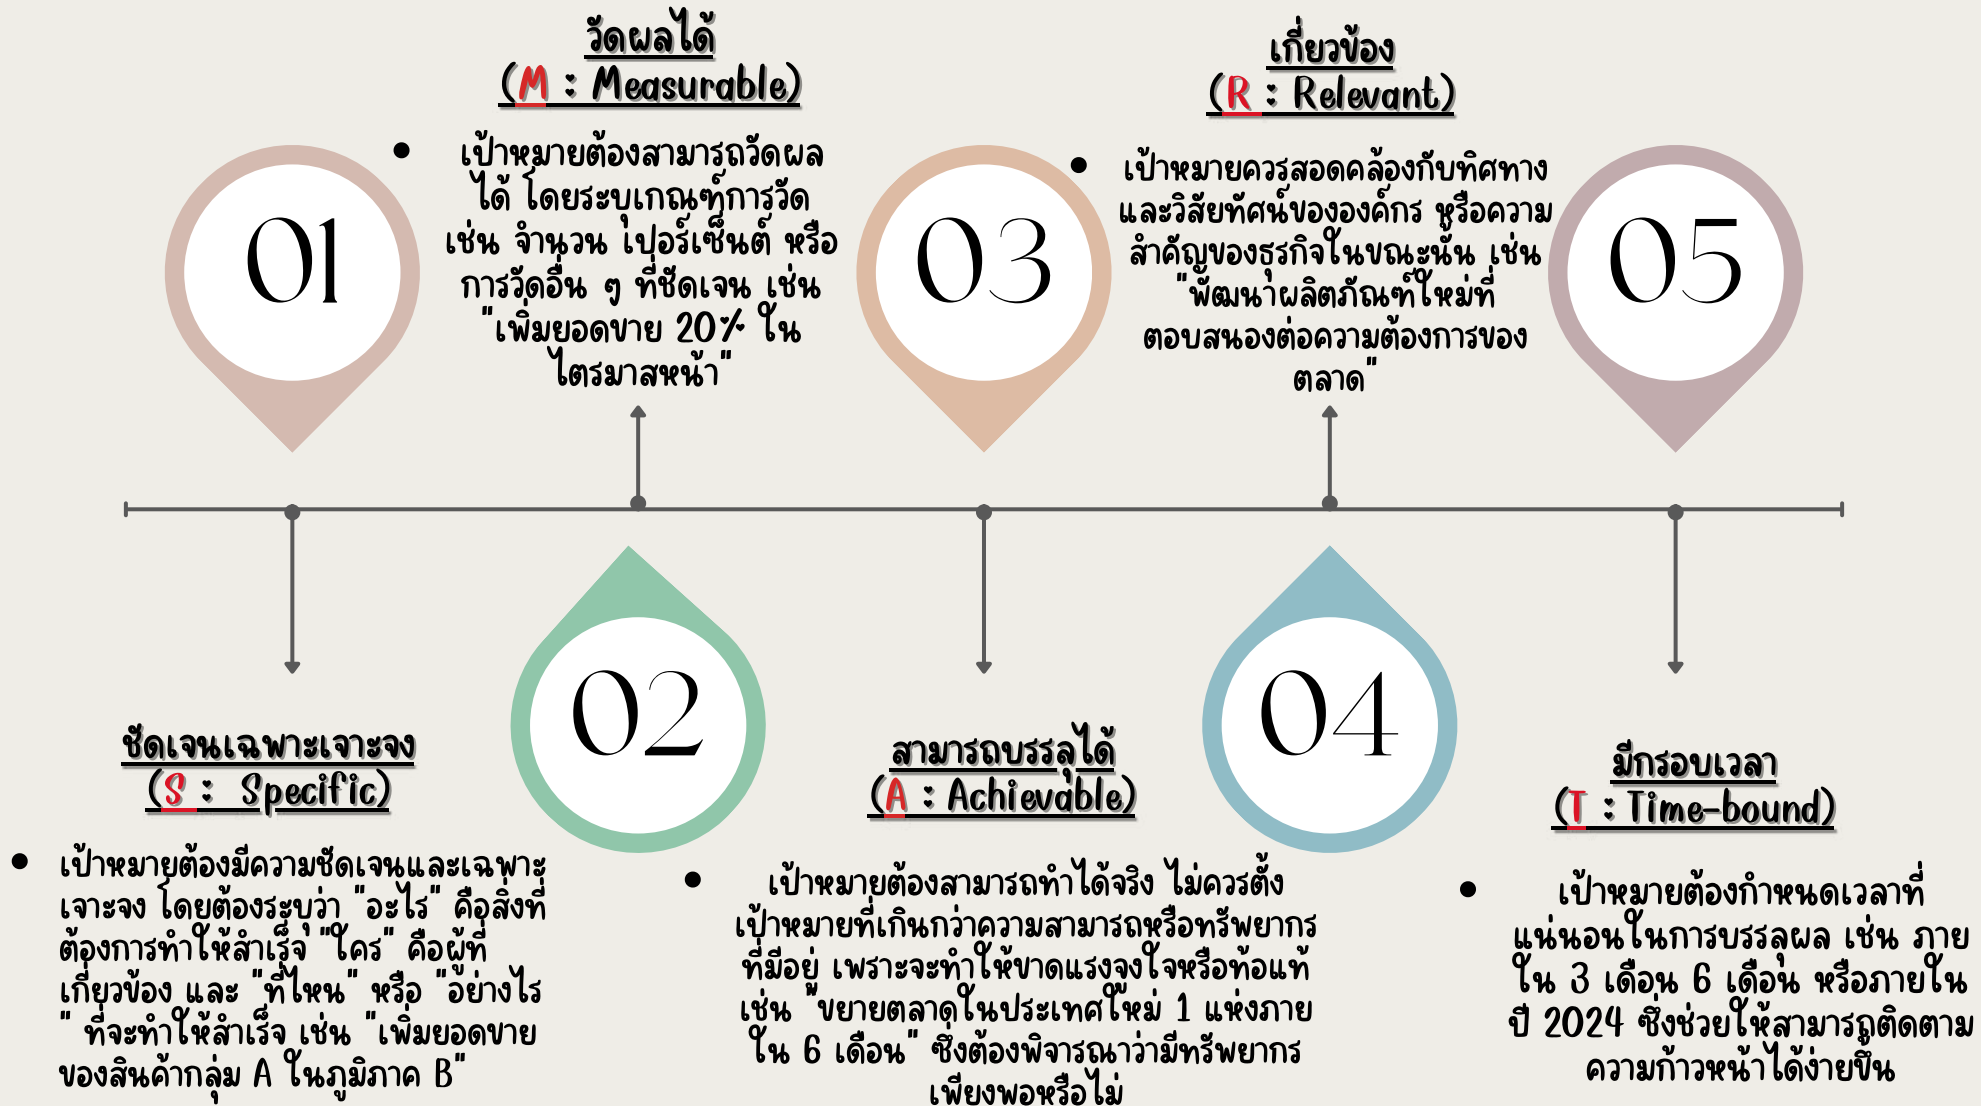 01
ชัดเจนเฉพาะเจาะจง
(S : Specific)
• เป้าหมายต้องมีความชัดเจนและเฉพาะ
เจาะจง โดยต้องระบุว่า "อะไร" คือสิ่งที่
ต้องการทำให้สำเร็จ "ใคร" คือผู้ที่
เกี่ยวข้อง และ "ที่ไหน" หรือ "อย่างไร
" ที่จะทำให้สำเร็จ เช่น "เพิ่มยอดขาย
ของสินค้ากลุ่ม A ในภูมิภาค B"
02
วัดผลได้
(M : Measurable)
• เป้าหมายต้องสามารถวัดผล
ได้ โดยระบุเกณฑ์การวัด
เช่น จำนวน เปอร์เซ็นต์ หรือ
การวัดอื่น ๆ ที่ชัดเจน เช่น
"เพิ่มยอดขาย 20% ใน
ไตรมาสหน้า"
03
สามารถบรรลุได้
(A : Achievable)
• เป้าหมายต้องสามารถทำได้จริง ไม่ควรตั้ง
เป้าหมายที่เกินกว่าความสามารถหรือทรัพยากร
ที่มีอยู่ เพราะจะทำให้ขาดแรงจูงใจหรือท้อแท้
เช่น "ขยายตลาดในประเทศใหม่ 1 แห่งภาย
ใน 6 เดือน" ซึ่งต้องพิจารณาว่ามีทรัพยากร
เพียงพอหรือไม่
04
เกี่ยวข้อง
(R : Relevant)
• เป้าหมายควรสอดคล้องกับทิศทาง
และวิสัยทัศน์ขององค์กร หรือความ
สำคัญของธุรกิจในขณะนั้น เช่น
"พัฒนาผลิตภัณฑ์ใหม่ที่
ตอบสนองต่อความต้องการของ
ตลาด"
05
มีกรอบเวลา
(T : Time-bound)
• เป้าหมายต้องกำหนดเวลาที่
แน่นอนในการบรรลุผล เช่น ภาย
ใน 3 เดือน 6 เดือน หรือภายใน
ปี 2024 ซึ่งช่วยให้สามารถติดตาม
ความก้าวหน้าได้ง่ายขึ้น